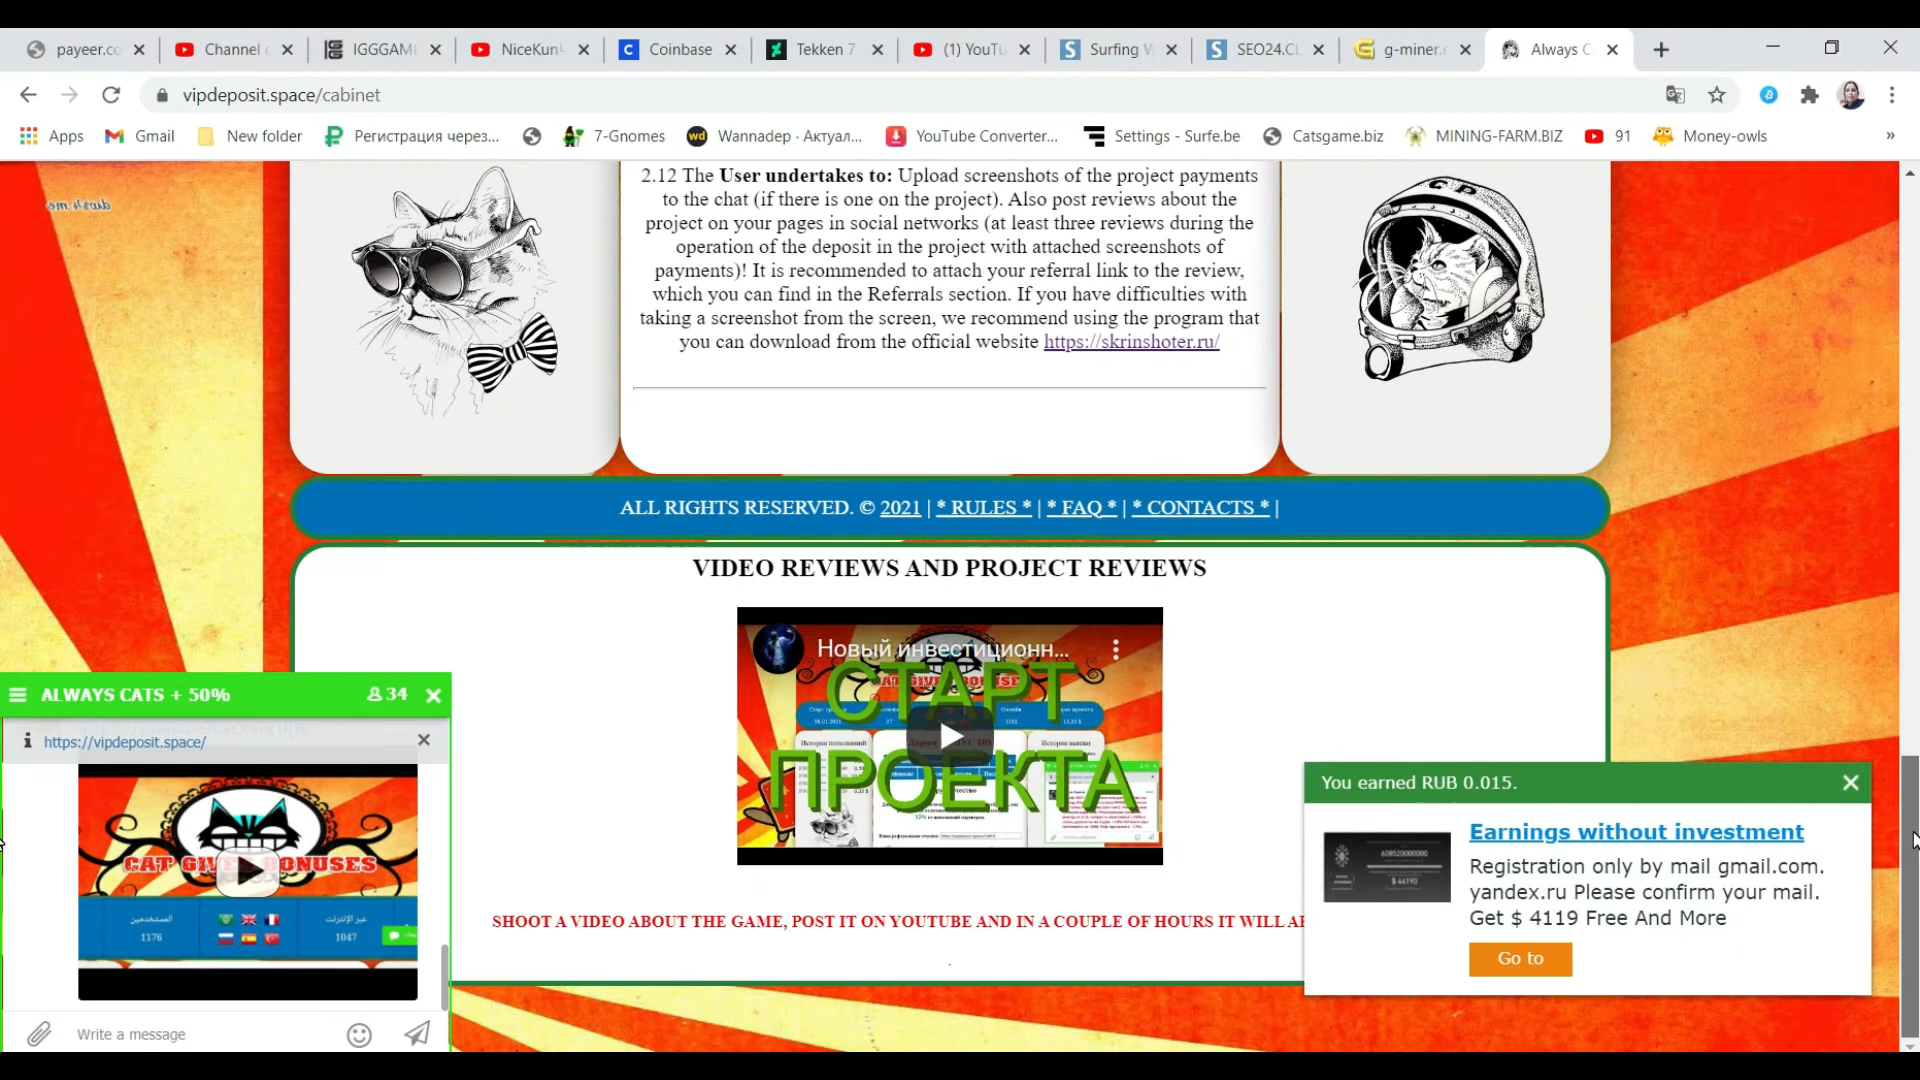 payeer.co
Channel
IGGGAM
NiceKun
Coinbase
Tekken 7
(1) YouTu
Surfing W
SEO24.CL
g-miner.r
Always C
vipdeposit.space/cabinet
Apps
Gmail
New folder
Регистрация через...
7-Gnomes
Wannadep · Актуал...
YouTube Converter...
Settings - Surfe.be
Catsgame.biz
MINING-FARM.BIZ
91
Money-owls
»
2.12 The User undertakes to: Upload screenshots of the project payments
to the chat (if there is one on the project). Also post reviews about the
project on your pages in social networks (at least three reviews during the
operation of the deposit in the project with attached screenshots of
payments)! It is recommended to attach your referral link to the review,
which you can find in the Referrals section. If you have difficulties with
taking a screenshot from the screen, we recommend using the program that
you can download from the official website https://skrinshoter.ru/
CP
ALL RIGHTS RESERVED. © 2021 | * RULES * | * FAQ * | * CONTACTS * |
VIDEO REVIEWS AND PROJECT REVIEWS
Новый инвестиционн...
СТАРТ
ПРОЕКТА
SHOOT A VIDEO ABOUT THE GAME, POST IT ON YOUTUBE AND IN A COUPLE OF HOURS IT WILL A
ALWAYS CATS + 50%
34
https://vipdeposit.space/
CAT GIVES BONUSES
المستخدمين
1176
عبر الإنترنت
1047
Write a message
You earned RUB 0.015.
Earnings without investment
Registration only by mail gmail.com.
yandex.ru Please confirm your mail.
Get $ 4119 Free And More
Go to